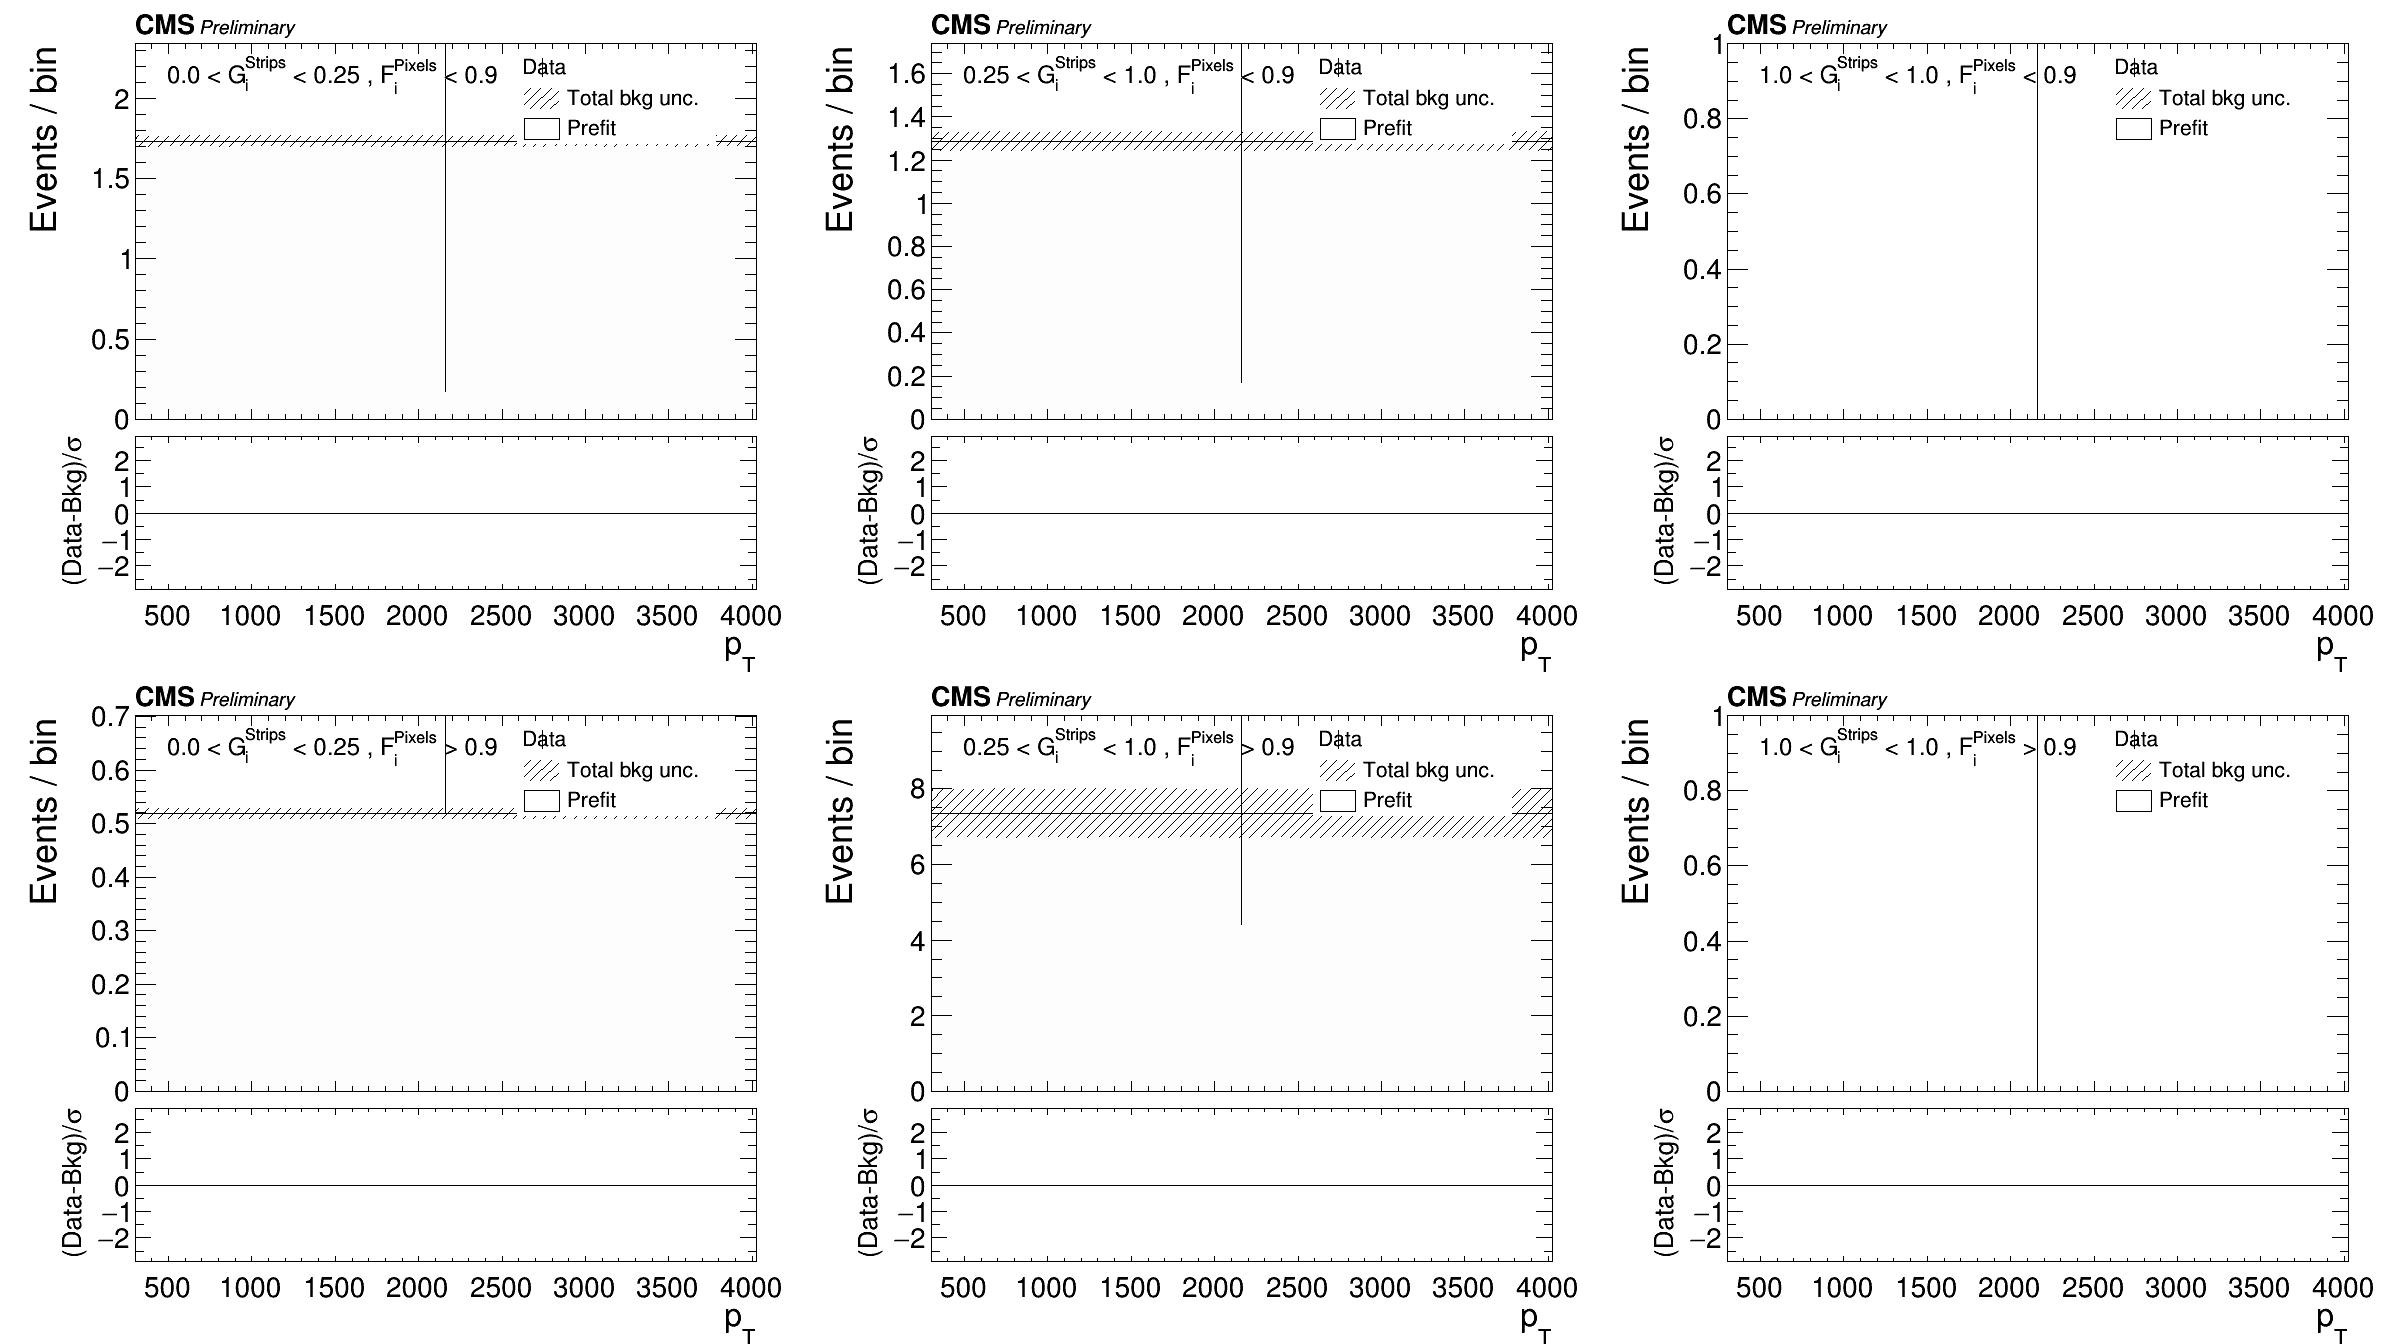 CMS Preliminary
Events / bin
0.0 < G_i^Strips < 0.25 , F_i^Pixels < 0.9
Data
Total bkg unc.
Prefit
2
1.5
1
0.5
0
(Data-Bkg)/σ
2
1
0
−1
−2
500 1000 1500 2000 2500 3000 3500 4000
p_T
CMS Preliminary
Events / bin
0.25 < G_i^Strips < 1.0 , F_i^Pixels < 0.9
Data
Total bkg unc.
Prefit
1.6
1.4
1.2
1
0.8
0.6
0.4
0.2
0
(Data-Bkg)/σ
2
1
0
−1
−2
500 1000 1500 2000 2500 3000 3500 4000
p_T
CMS Preliminary
Events / bin
1.0 < G_i^Strips < 1.0 , F_i^Pixels < 0.9
Data
Total bkg unc.
Prefit
1
0.8
0.6
0.4
0.2
0
(Data-Bkg)/σ
2
1
0
−1
−2
500 1000 1500 2000 2500 3000 3500 4000
p_T
CMS Preliminary
Events / bin
0.0 < G_i^Strips < 0.25 , F_i^Pixels > 0.9
Data
Total bkg unc.
Prefit
0.7
0.6
0.5
0.4
0.3
0.2
0.1
0
(Data-Bkg)/σ
2
1
0
−1
−2
500 1000 1500 2000 2500 3000 3500 4000
p_T
CMS Preliminary
Events / bin
0.25 < G_i^Strips < 1.0 , F_i^Pixels > 0.9
Data
Total bkg unc.
Prefit
8
6
4
2
0
(Data-Bkg)/σ
2
1
0
−1
−2
500 1000 1500 2000 2500 3000 3500 4000
p_T
CMS Preliminary
Events / bin
1.0 < G_i^Strips < 1.0 , F_i^Pixels > 0.9
Data
Total bkg unc.
Prefit
1
0.8
0.6
0.4
0.2
0
(Data-Bkg)/σ
2
1
0
−1
−2
500 1000 1500 2000 2500 3000 3500 4000
p_T